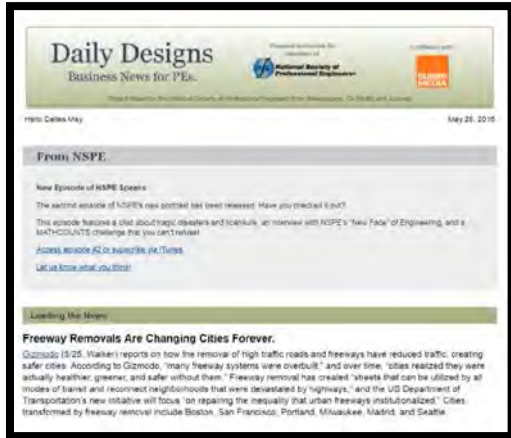 Daily Designs
Business News for PEs.
National Society of
Professional Engineers
MEDIA
May 26, 2016
From NSPE
New Episode of NSPE Speaks
The second episode of NSPE's new podcast has been released. Have you checked it out?
This episode features a chat about tragic disasters and licensure, an interview with NSPE's "New Face" of Engineering, and a
MATHCOUNTS challenge that you can't refuse!
Access episode #2 or subscribe via iTunes.
Let us know what you think!
Leading the News
Freeway Removals Are Changing Cities Forever.
Gizmodo (5/25, Walker) reports on how the removal of high traffic roads and freeways have reduced traffic, creating
safer cities. According to Gizmodo, "many freeway systems were overbuilt," and over time, "cities realized they were
actually healthier, greener, and safer without them." Freeway removal has created "streets that can be utilized by all
modes of transit and reconnect neighborhoods that were devastated by highways," and the US Department of
Transportation's new initiative will focus "on repairing the inequality that urban freeways institutionalized." Cities
transformed by freeway removal include Boston, San Francisco, Portland, Milwaukee, Madrid, and Seattle.